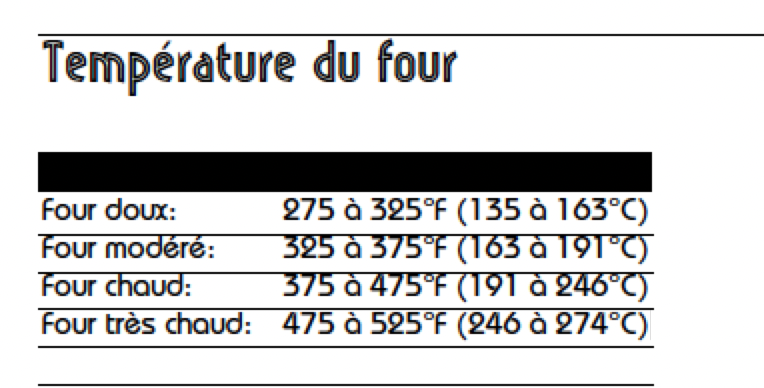 Température du four
Four doux: 275 à 325°F (135 à 163°C)
Four modéré: 325 à 375°F (163 à 191°C)
Four chaud: 375 à 475°F (191 à 246°C)
Four très chaud: 475 à 525°F (246 à 274°C)